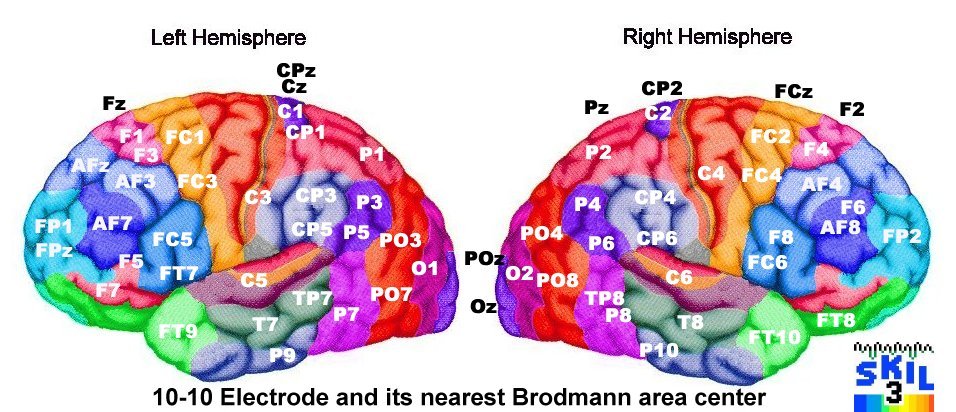 Left Hemisphere
Right Hemisphere
CPz
Cz
Fz
C1
F1
FC1
CP1
F3
P1
AFz
AF3
FC3
C3
CP3
P3
FP1
AF7
FC5
CP5
P5
PO3
FPz
F5
FT7
C5
O1
F7
TP7
PO7
FT9
T7
P7
P9
CP2
FCz
Pz
C2
F2
FC2
P2
F4
C4
FC4
AF4
P4
CP4
F6
PO4
P6
CP6
F8
AF8
FP2
POz
O2
PO8
C6
FC6
Oz
TP8
P8
T8
FT10
FT8
P10
SKIL
3
10-10 Electrode and its nearest Brodmann area center